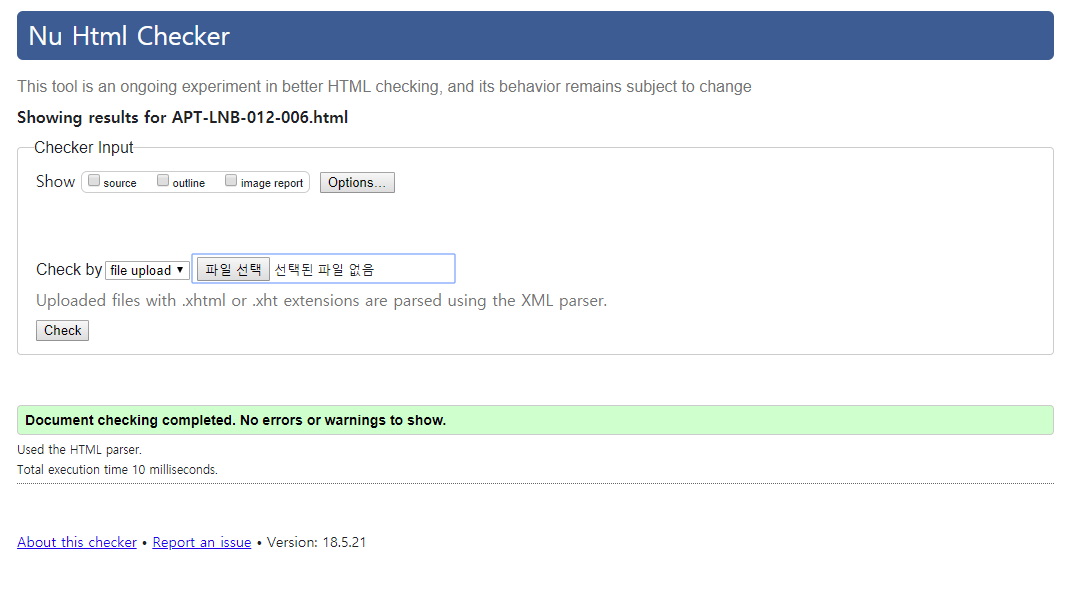 Nu Html Checker
This tool is an ongoing experiment in better HTML checking, and its behavior remains subject to change
Showing results for APT-LNB-012-006.html
Checker Input
Show source outline image report Options...
Check by file upload 파일 선택 선택된 파일 없음
Uploaded files with .xhtml or .xht extensions are parsed using the XML parser.
Check
Document checking completed. No errors or warnings to show.
Used the HTML parser.
Total execution time 10 milliseconds.
About this checker • Report an issue • Version: 18.5.21